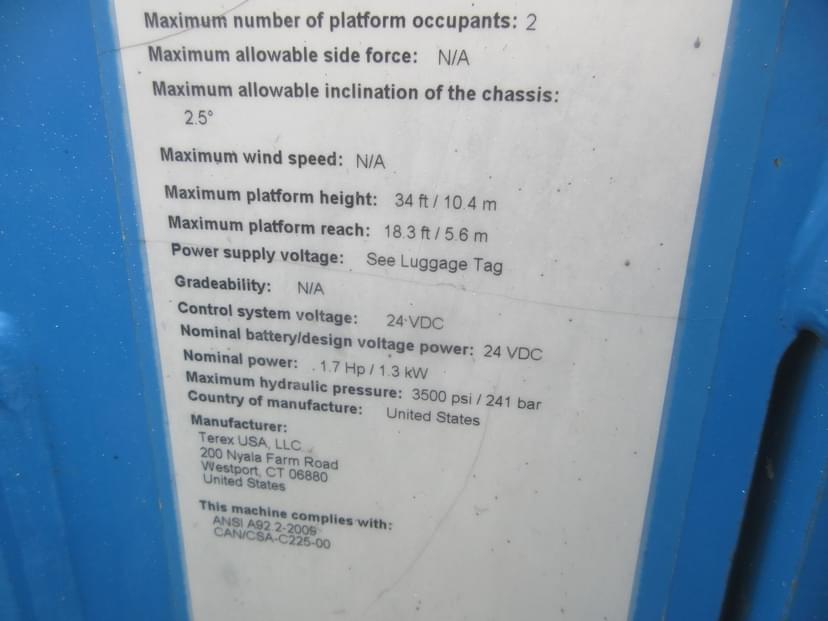 Maximum number of platform occupants: 2
Maximum allowable side force: N/A
Maximum allowable inclination of the chassis:
2.5°
Maximum wind speed: N/A
Maximum platform height: 34 ft / 10.4 m
Maximum platform reach: 18.3 ft / 5.6 m
Power supply voltage: See Luggage Tag
Gradeability: N/A
Control system voltage: 24 VDC
Nominal battery/design voltage power: 24 VDC
Nominal power: 1.7 Hp / 1.3 kW
Maximum hydraulic pressure: 3500 psi / 241 bar
Country of manufacture: United States
Manufacturer:
Terex USA, LLC
200 Nyala Farm Road
Westport, CT 06880
United States
This machine complies with:
ANSI A92.2-2009
CAN/CSA-C225-00